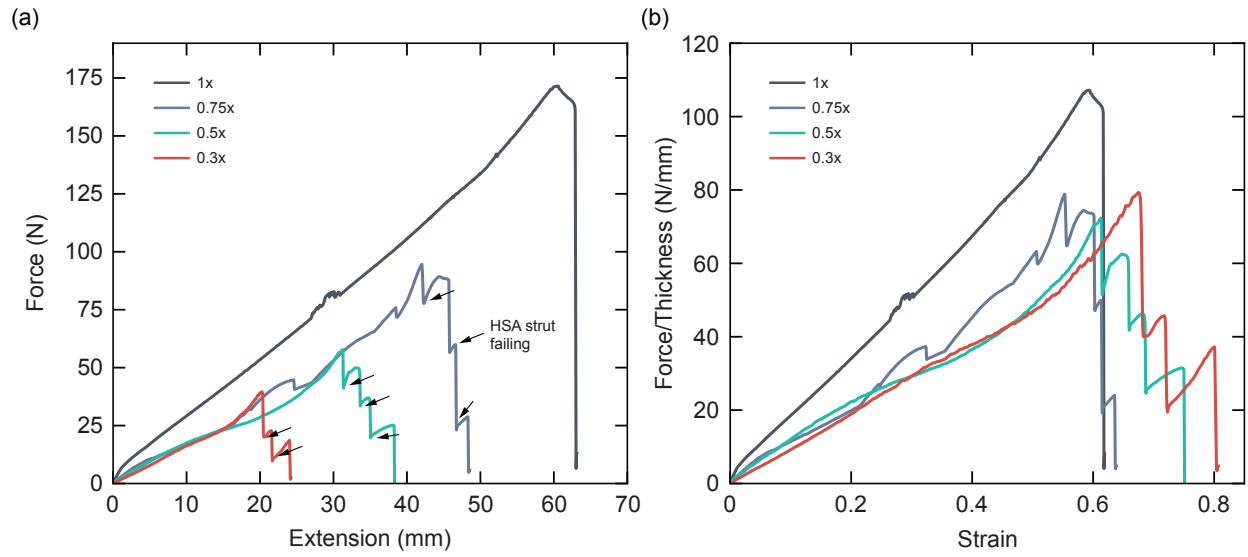 (a)
(b)
175
150
125
100
75
50
25
0
Force (N)
1x
0.75x
0.5x
0.3x
HSA strut
failing
0
10
20
30
40
50
60
70
Extension (mm)
120
100
80
60
40
20
0
Force/Thickness (N/mm)
1x
0.75x
0.5x
0.3x
0
0.2
0.4
0.6
0.8
Strain